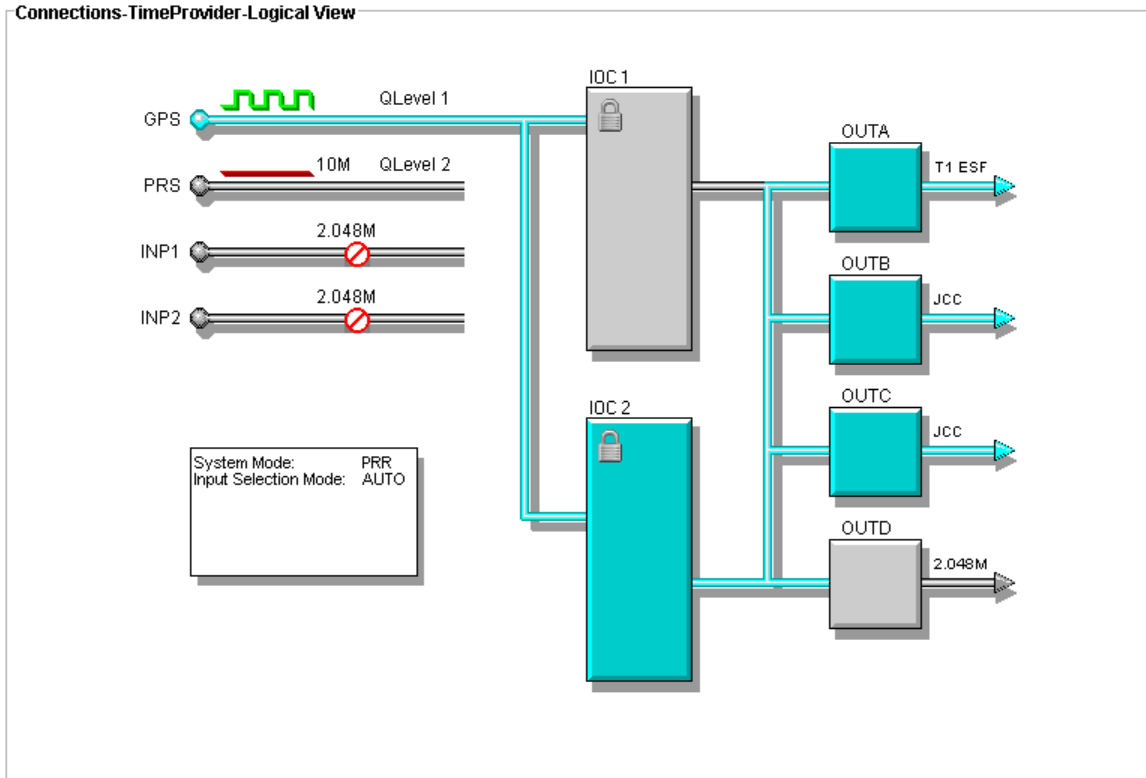 Connections-TimeProvider-Logical View
GPS
QLevel 1
PRS
10M
QLevel 2
INP1
2.048M
INP2
2.048M
System Mode: PRR
Input Selection Mode: AUTO
IOC 1
IOC 2
OUTA
T1 ESF
OUTB
JCC
OUTC
JCC
OUTD
2.048M